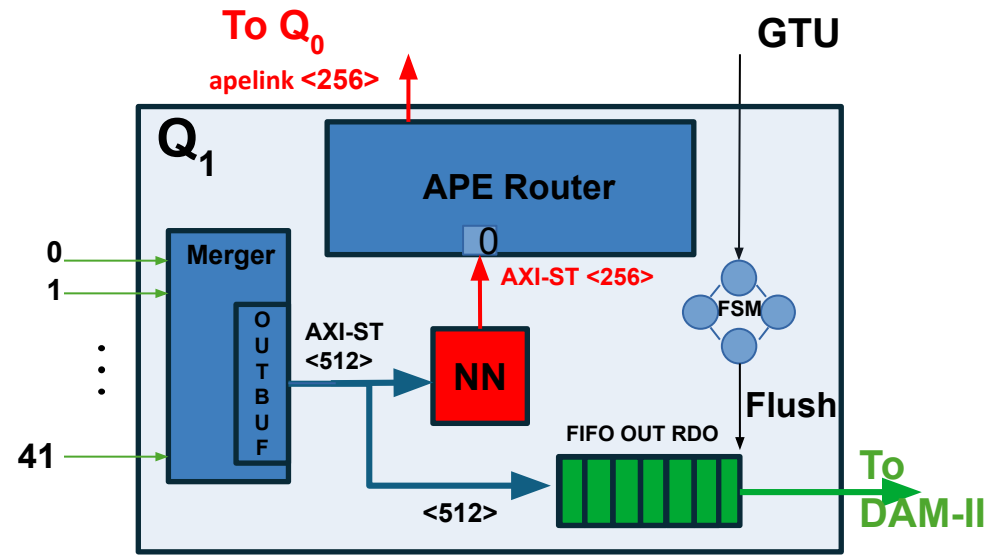 To Q0
apelink <256>
GTU
Q1
APE Router
0
AXI-ST <256>
0
1
41
Merger
OUTBUF
AXI-ST
<512>
NN
FSM
Flush
FIFO OUT RDO
<512>
To
DAM-II